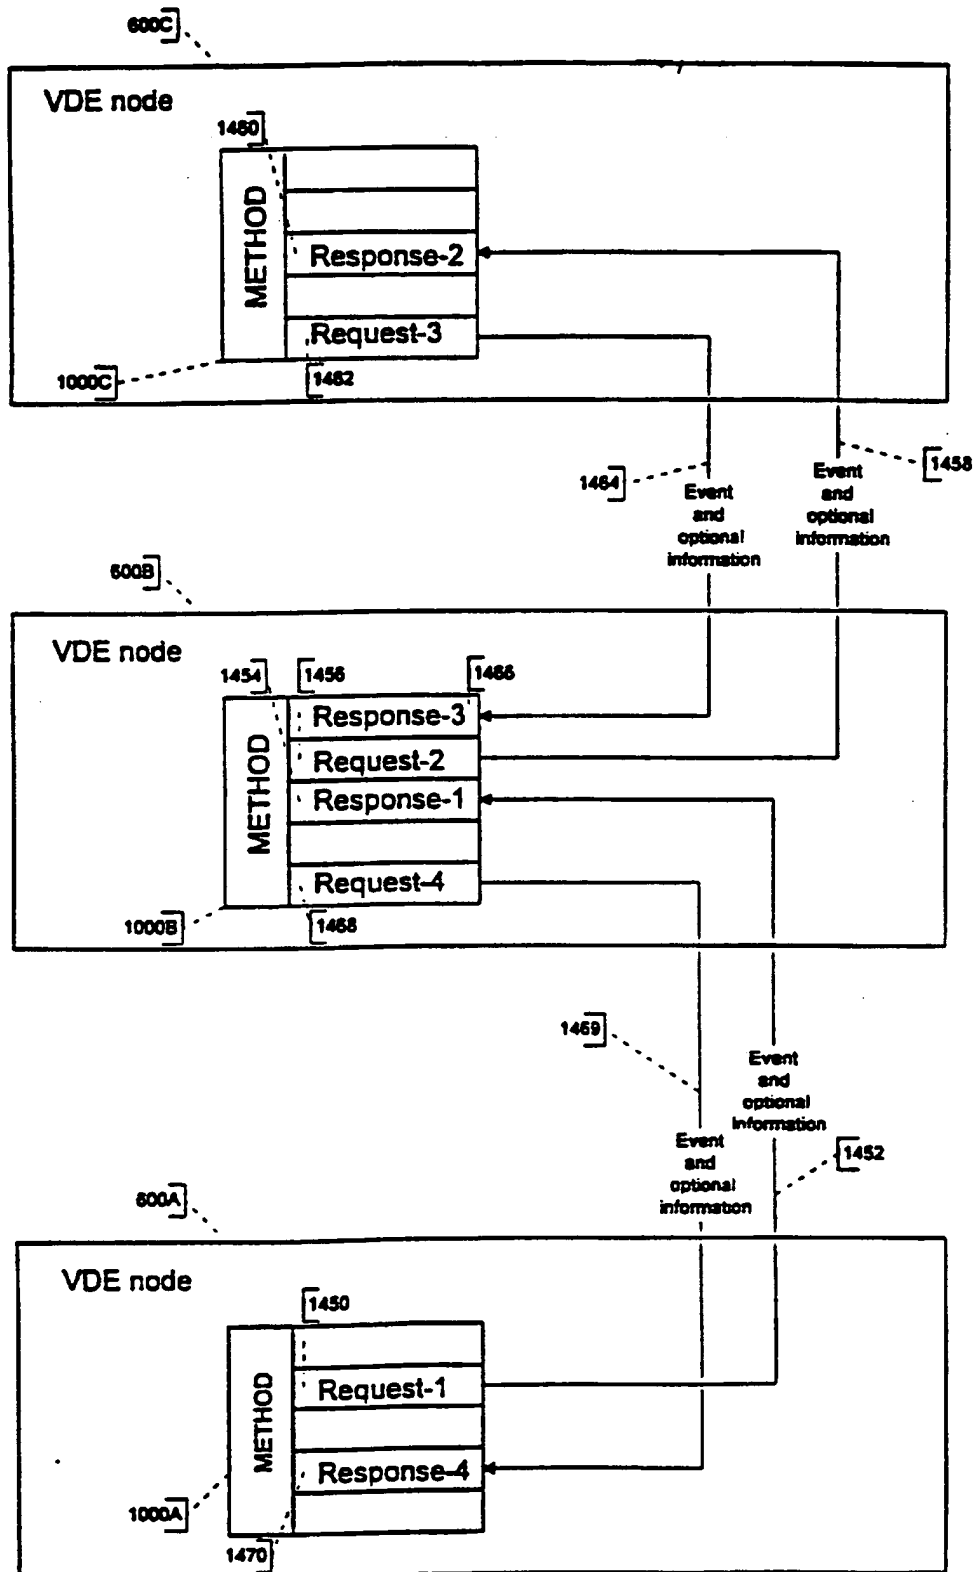 600C
VDE node
1460
METHOD
Response-2
Request-3
1000C
1462
1464
1458
Event
and
optional
information
Event
and
optional
information
600B
VDE node
1454
1456
1466
METHOD
Response-3
Request-2
Response-1
Request-4
1000B
1468
1469
Event
and
optional
information
Event
and
optional
information
1452
600A
VDE node
1450
METHOD
Request-1
Response-4
1000A
1470